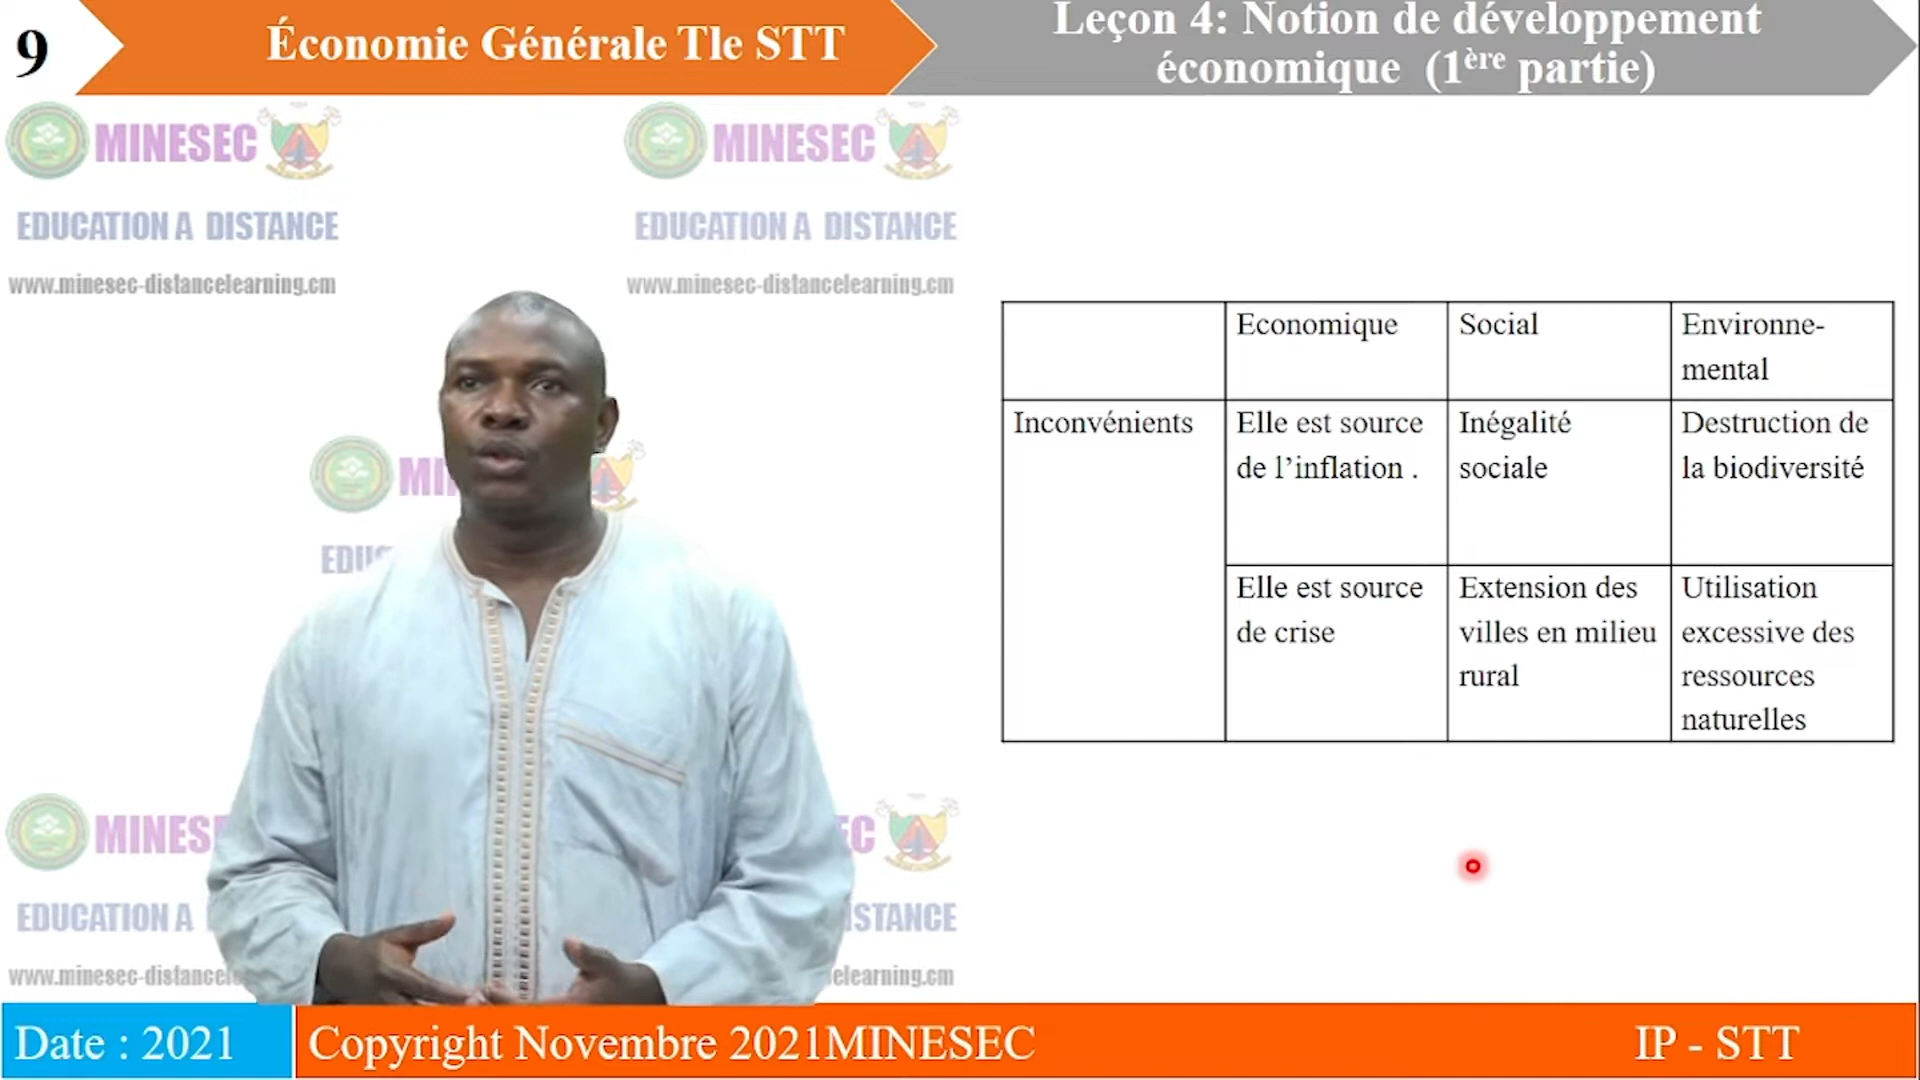 9
Économie Générale Tle STT
Leçon 4: Notion de développement
économique (1ère partie)
MINESEC
MINESEC
EDUCATION A DISTANCE
EDUCATION A DISTANCE
www.minesec-distancelearning.cm
www.minesec-distancelearning.cm
Economique
Social
Environne-
mental
Inconvénients
Elle est source
de l’inflation .
Inégalité
sociale
Destruction de
la biodiversité
Elle est source
de crise
Extension des
villes en milieu
rural
Utilisation
excessive des
ressources
naturelles
EDUCATION A
Date : 2021
Copyright Novembre 2021MINESEC
IP - STT